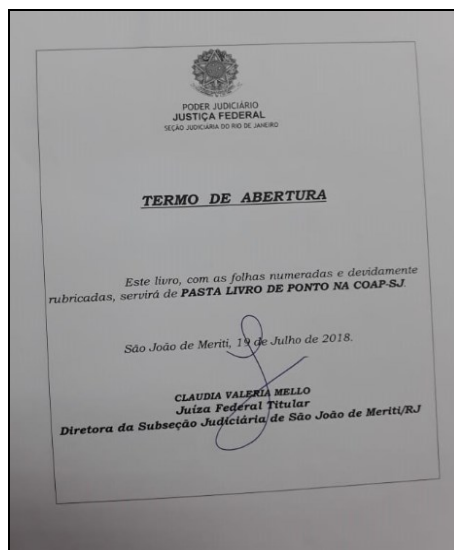 PODER JUDICIÁRIO
JUSTIÇA FEDERAL
SEÇÃO JUDICIÁRIA DO RIO DE JANEIRO
TERMO DE ABERTURA
Este livro, com as folhas numeradas e devidamente
rubricadas, servirá de PASTA LIVRO DE PONTO NA COAP-SJ.
São João de Meriti, 19 de Julho de 2018.
CLAUDIA VALERIA MELLO
Juíza Federal Titular
Diretora da Subseção Judiciária de São João de Meriti/RJ